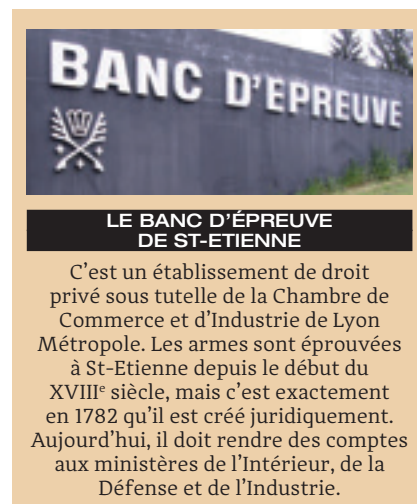 BANC D'EPREUVE
LE BANC D'ÉPREUVE
DE ST-ETIENNE
C'est un établissement de droit
privé sous tutelle de la Chambre de
Commerce et d'Industrie de Lyon
Métropole. Les armes sont éprouvées
à St-Etienne depuis le début du
XVIIIᵉ siècle, mais c'est exactement
en 1782 qu'il est créé juridiquement.
Aujourd'hui, il doit rendre des comptes
aux ministères de l'Intérieur, de la
Défense et de l'Industrie.